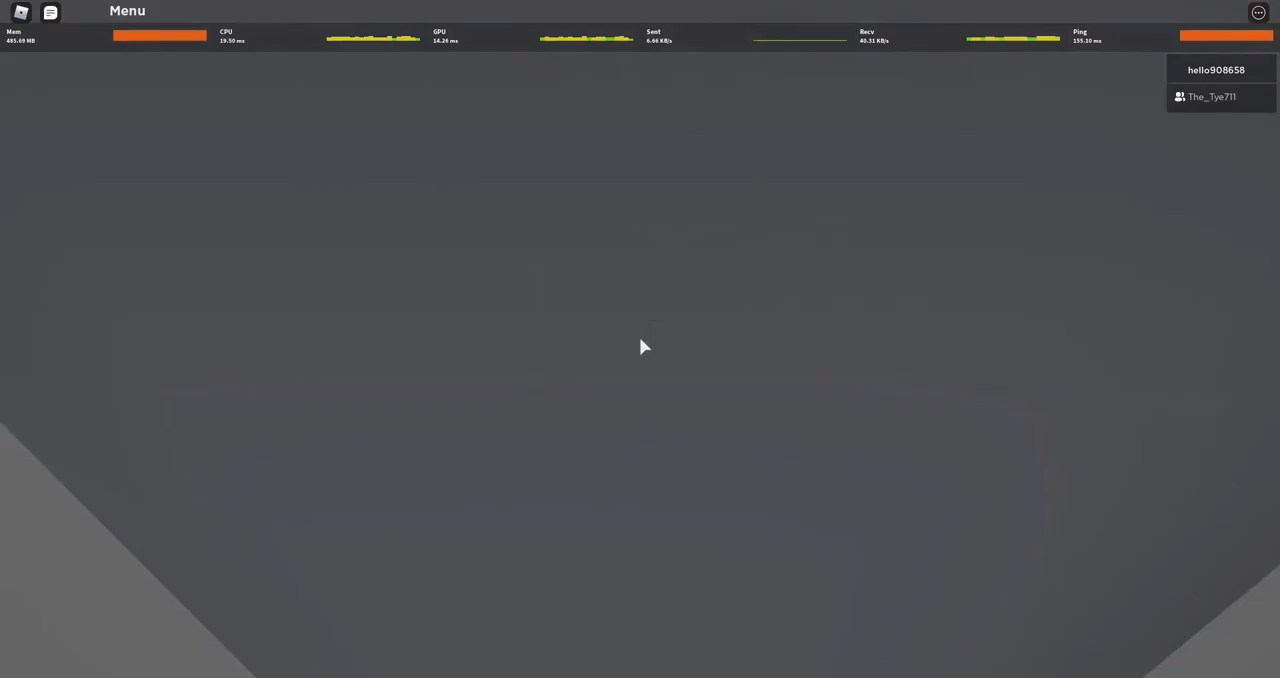 Menu
Mem
485.69 MB
CPU
19.50 ms
GPU
14.26 ms
Sent
6.66 KB/s
Recv
40.31 KB/s
Ping
155.10 ms
hello908658
The_Tye711